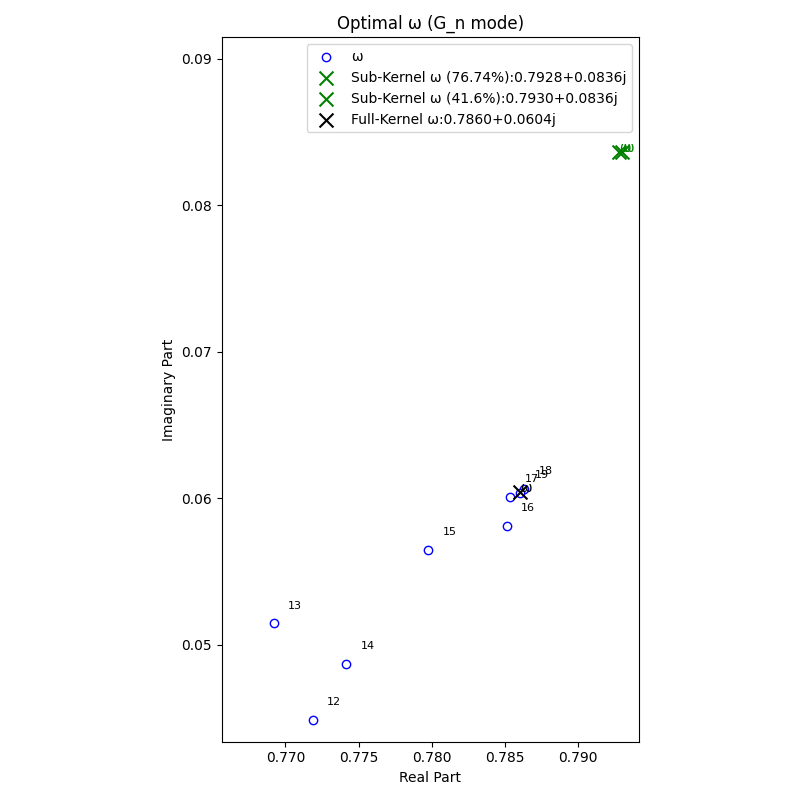 Optimal ω (G_n mode)
ω
Sub-Kernel ω (76.74%):0.7928+0.0836j
Sub-Kernel ω (41.6%):0.7930+0.0836j
Full-Kernel ω:0.7860+0.0604j
0.09
0.08
0.07
0.06
0.05
Imaginary Part
18
19
17
16
15
13
14
12
0.770
0.775
0.780
0.785
0.790
Real Part